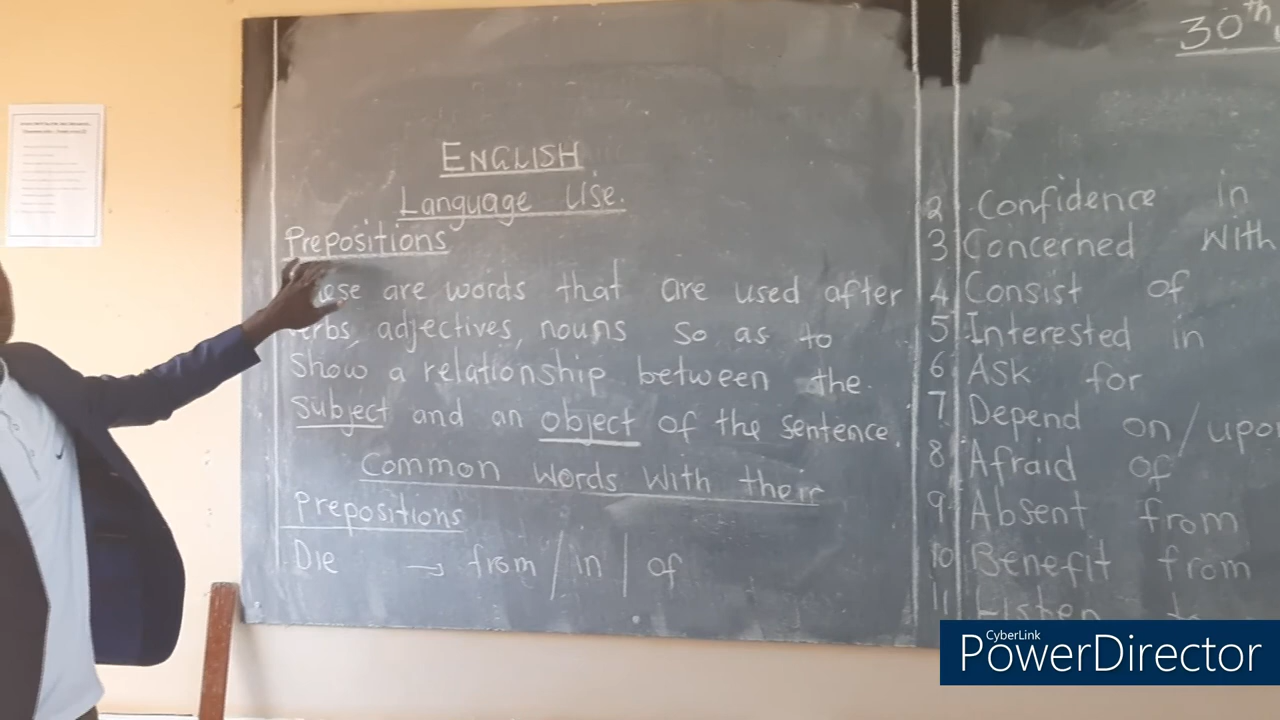 ENGLISH
Language Use.
Prepositions
are words that are used after
adjectives, nouns so as to
Show a relationship between the
Subject and an object of the sentence.
Common Words With their
Prepositions
Die → from / in / of
30th
2 Confidence in
3 Concerned With
4 Consist of
5 Interested in
6 Ask for
7 Depend on/upon
8 Afraid of
9 Absent from
10 Benefit from
11 Listen
CyberLink
PowerDirector